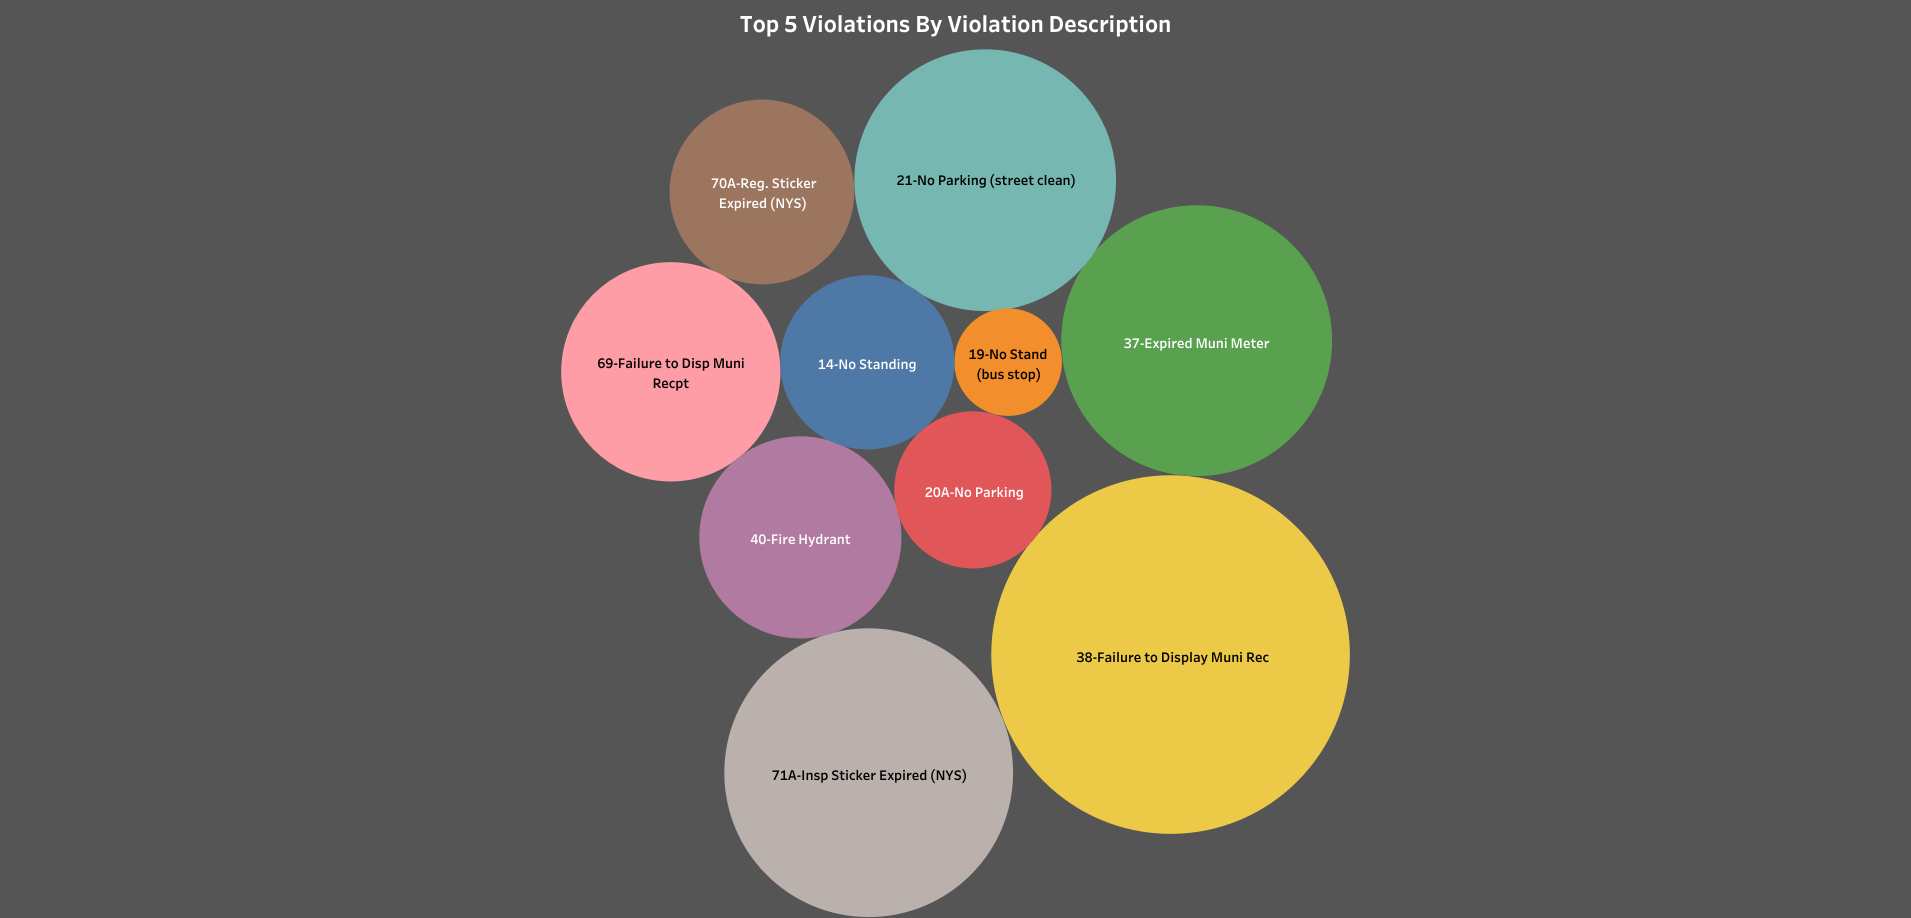 Top 5 Violations By Violation Description
21-No Parking (street clean)
70A-Reg. Sticker
Expired (NYS)
37-Expired Muni Meter
69-Failure to Disp Muni
Recpt
14-No Standing
19-No Stand
(bus stop)
20A-No Parking
40-Fire Hydrant
38-Failure to Display Muni Rec
71A-Insp Sticker Expired (NYS)